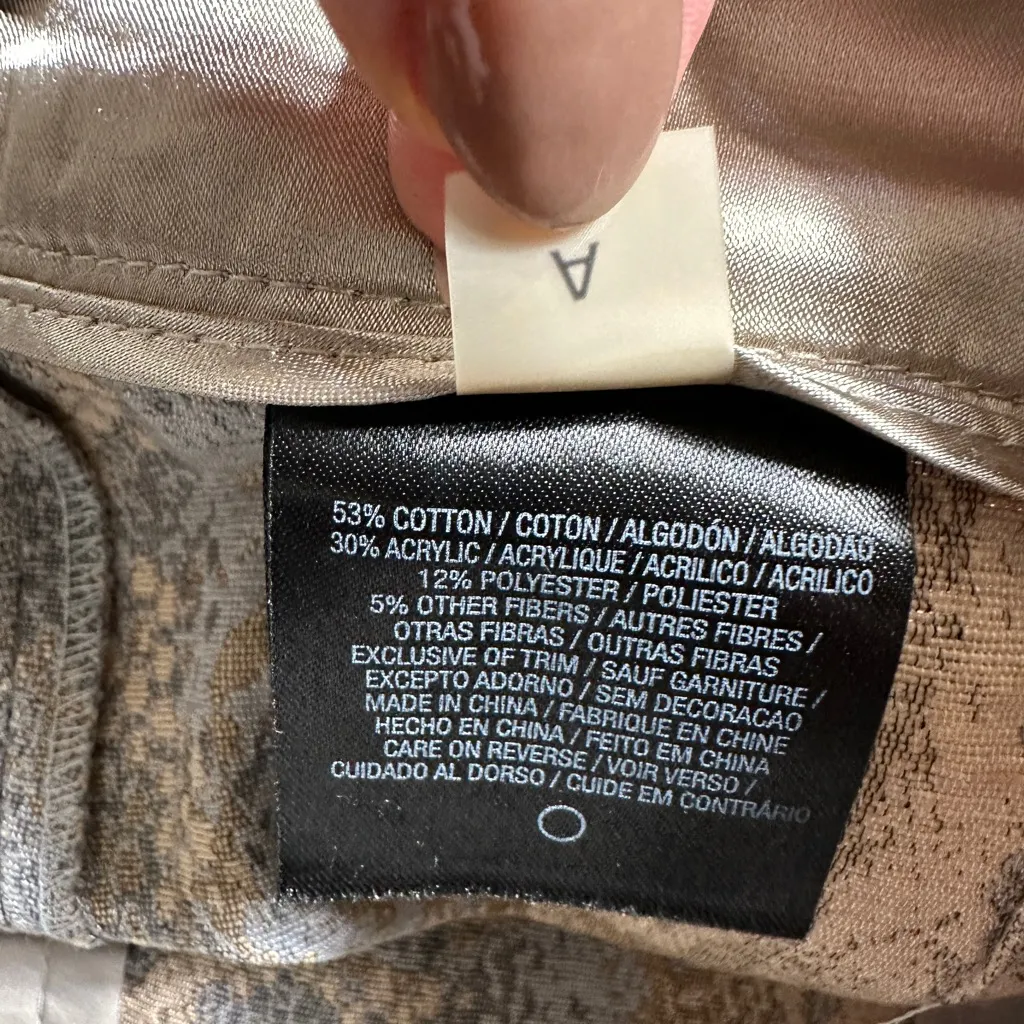 A
53% COTTON / COTON / ALGODÓN / ALGODAO
30% ACRYLIC / ACRYLIQUE / ACRILICO / ACRILICO
12% POLYESTER / POLIESTER
5% OTHER FIBERS / AUTRES FIBRES /
OTRAS FIBRAS / OUTRAS FIBRAS
EXCLUSIVE OF TRIM / SAUF GARNITURE /
EXCEPTO ADORNO / SEM DECORACAO
MADE IN CHINA / FABRIQUE EN CHINE
HECHO EN CHINA / FEITO EM CHINA
CARE ON REVERSE / VOIR VERSO /
CUIDADO AL DORSO / CUIDE EM CONTRÁRIO